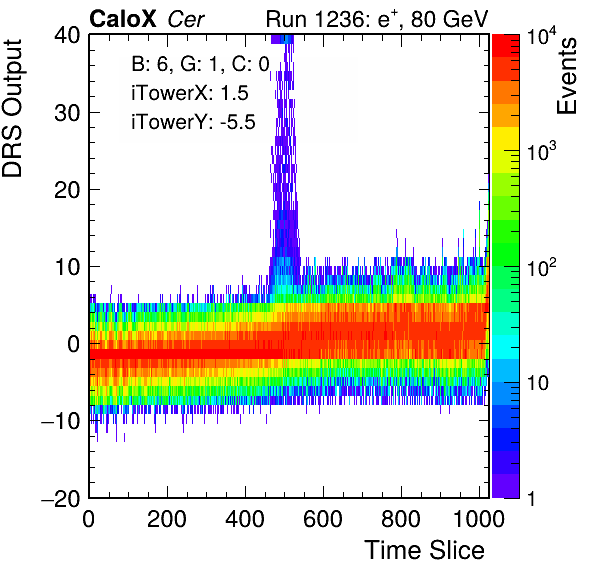 CaloX Cer Run 1236: e+, 80 GeV
B: 6, G: 1, C: 0
iTowerX: 1.5
iTowerY: -5.5
DRS Output
40
30
20
10
0
−10
−20
0 200 400 600 800 1000
Time Slice
Events
10^4
10^3
10^2
10
1